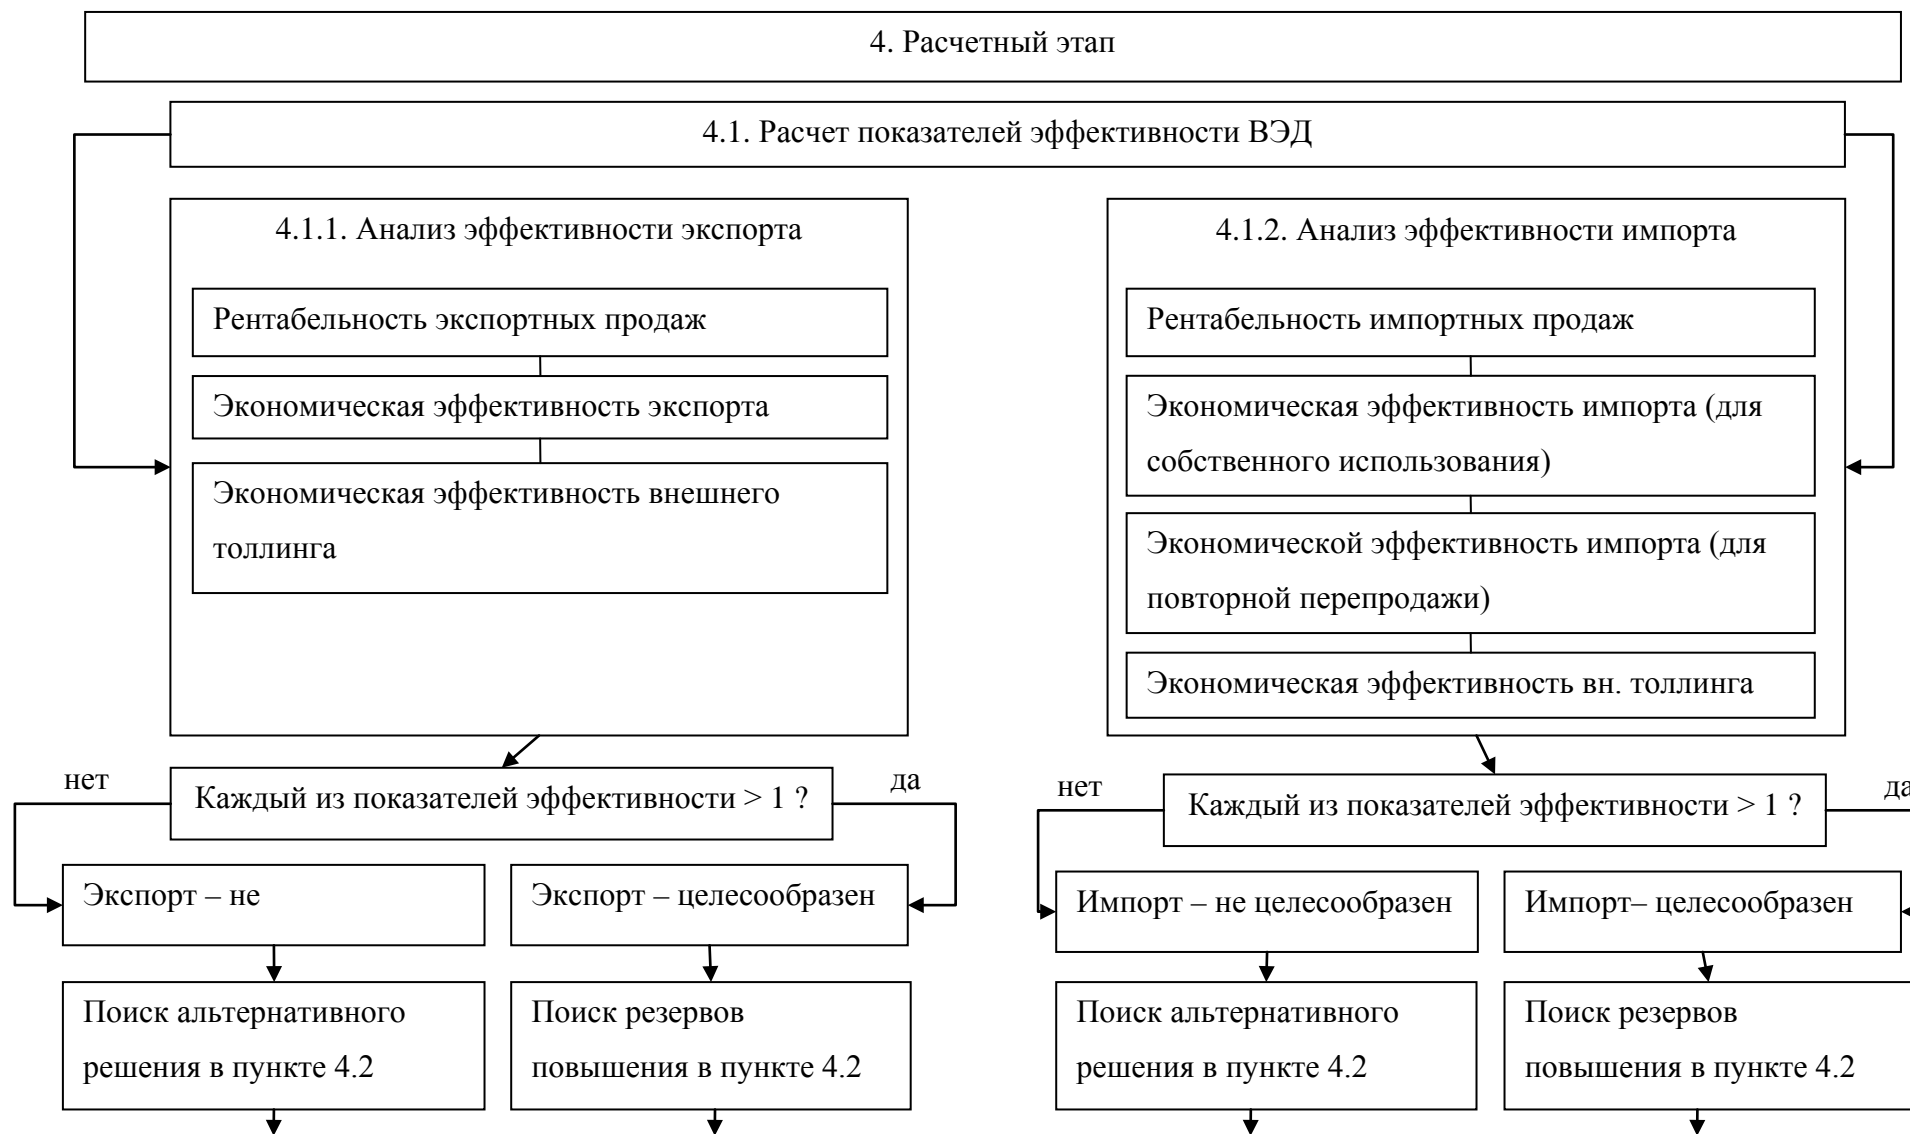 4. Расчетный этап
4.1. Расчет показателей эффективности ВЭД
4.1.1. Анализ эффективности экспорта
Рентабельность экспортных продаж
Экономическая эффективность экспорта
Экономическая эффективность внешнего
толлинга
4.1.2. Анализ эффективности импорта
Рентабельность импортных продаж
Экономическая эффективность импорта (для
собственного использования)
Экономической эффективность импорта (для
повторной перепродажи)
Экономическая эффективность вн. толлинга
нет
Каждый из показателей эффективности > 1 ?
да
Экспорт – не
Экспорт – целесообразен
Поиск альтернативного
решения в пункте 4.2
Поиск резервов
повышения в пункте 4.2
нет
Каждый из показателей эффективности > 1 ?
да
Импорт – не целесообразен
Импорт– целесообразен
Поиск альтернативного
решения в пункте 4.2
Поиск резервов
повышения в пункте 4.2